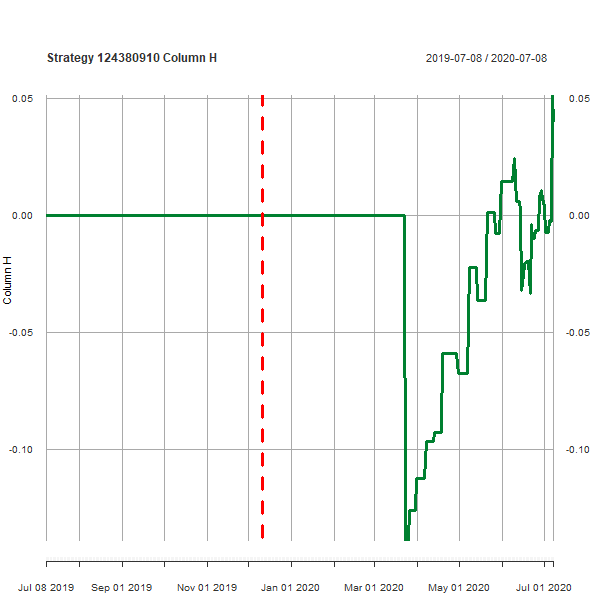 Strategy 124380910 Column H
2019-07-08 / 2020-07-08
0.05
0.05
0.00
0.00
Column H
-0.05
-0.05
-0.10
-0.10
Jul 08 2019
Sep 01 2019
Nov 01 2019
Jan 01 2020
Mar 01 2020
May 01 2020
Jul 01 2020